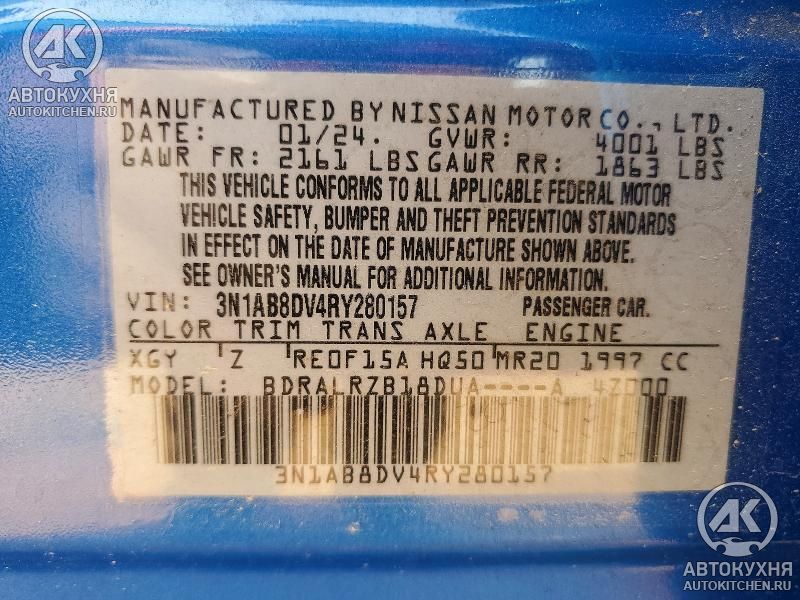 АК
АВТОКУХНЯ
AUTOKITCHEN.RU
MANUFACTURED BY NISSAN MOTOR CO., LTD.
DATE: 01/24. GVWR: 4001 LBS
GAWR FR: 2161 LBS GAWR RR: 1863 LBS
THIS VEHICLE CONFORMS TO ALL APPLICABLE FEDERAL MOTOR
VEHICLE SAFETY, BUMPER AND THEFT PREVENTION STANDARDS
IN EFFECT ON THE DATE OF MANUFACTURE SHOWN ABOVE.
SEE OWNER'S MANUAL FOR ADDITIONAL INFORMATION.
VIN: 3N1AB8DV4RY280157 PASSENGER CAR.
COLOR TRIM TRANS AXLE ENGINE
XGY Z RE0F15A HQ50 MR20 1997 CC
MODEL: BDRALRZB18DUA----A 4Z000
3N1AB8DV4RY280157
АК
АВТОКУХНЯ
AUTOKITCHEN.RU